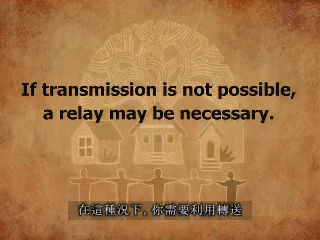 If transmission is not possible,
a relay may be necessary.
在這種況下，你需要利用轉送